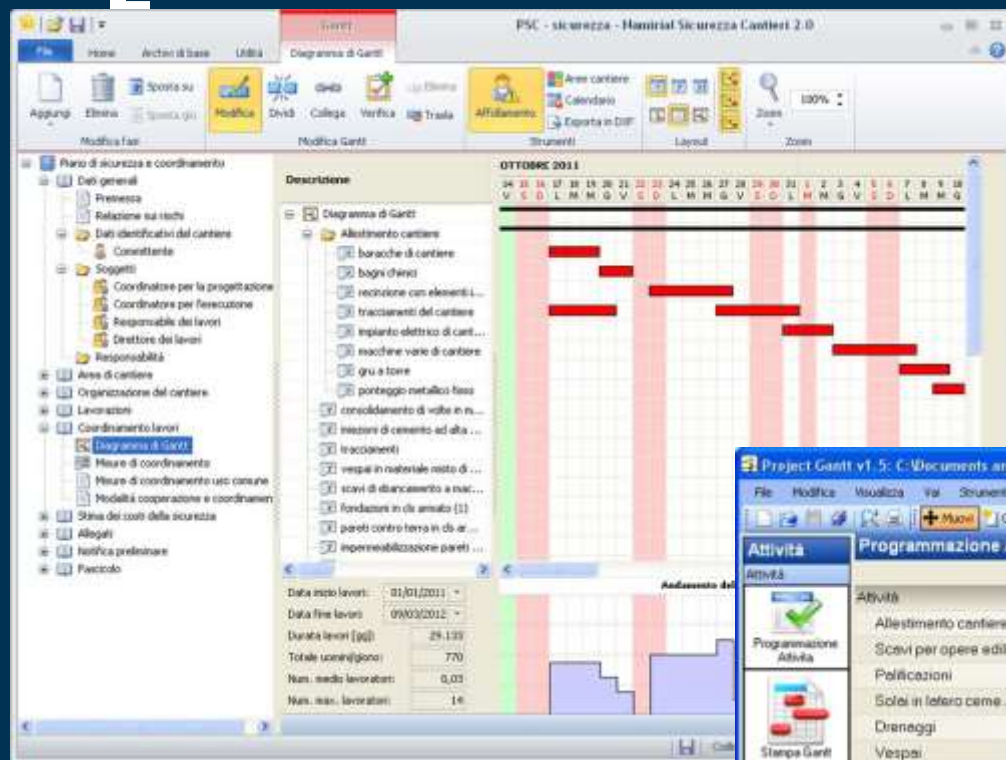 Gantt
PSC - sicurezza - Namirial Sicurezza Cantieri 2.0
File Home Archivi di base Utilità Diagramma di Gantt
Aggiungi Elimina Sposta su Sposta giù
Modifica Dividi Collega Verifica Elimina Trasla
Affollamento Aree cantiere Calendario Esporta in DXF
Zoom 100%
Modifica fasi Modifica Gantt Strumenti Layout Zoom
Piano di sicurezza e coordinamento
Dati generali
Premessa
Relazione sui rischi
Dati identificativi del cantiere
Committente
Soggetti
Coordinatore per la progettazione
Coordinatore per l'esecuzione
Responsabile dei lavori
Direttore dei lavori
Responsabilità
Area di cantiere
Organizzazione del cantiere
Lavorazioni
Coordinamento lavori
Diagramma di Gantt
Misure di coordinamento
Misure di coordinamento uso comune
Modalità cooperazione e coordinamen
Stima dei costi della sicurezza
Allegati
Notifica preliminare
Fascicolo
Descrizione
Diagramma di Gantt
Allestimento cantiere
baracche di cantiere
bagni chimici
recinzione con elementi i...
tracciamenti del cantiere
impianto elettrico di cant...
macchine varie di cantiere
gru a torre
ponteggio metallico fisso
consolidamento di volte in m...
iniezioni di cemento ad alta ...
tracciamenti
vespai in materiale misto di ...
scavi di sbancamento a mac...
fondazioni in cls armato (1)
pareti contro terra in cls ar...
impermeabilizzazione pareti ...
OTTOBRE 2011
14 15 16 17 18 19 20 21 22 23 24 25 26 27 28 29 30 31 1 2 3 4 5 6 7 8 9 10
V S D L M M G V S D L M M G V S D L M M G V S D L M M G
Data inizio lavori: 01/01/2011
Data fine lavori: 09/03/2012
Durata lavori [gg]: 29.133
Totale uomini/giorno: 770
Num. medio lavoratori: 0,03
Num. max. lavoratori: 14
Andamento del
Project Gantt v1.5: C:\Documents an
File Modifica Visualizza Vai Strumenti
Muovi
Attività
Programmazione
Attività
Programmazione Attività
Stampa Gantt
Attività
Allestimento cantiere
Scavi per opere edil
Palificazioni
Solai in latero ceme
Drenaggi
Vespai